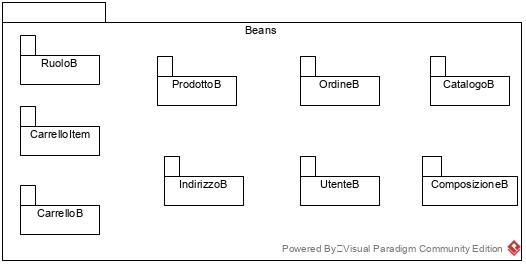 Beans
RuoloB
ProdottoB
OrdineB
CatalogoB
CarrelloItem
IndirizzoB
UtenteB
ComposizioneB
CarrelloB
Powered By Visual Paradigm Community Edition